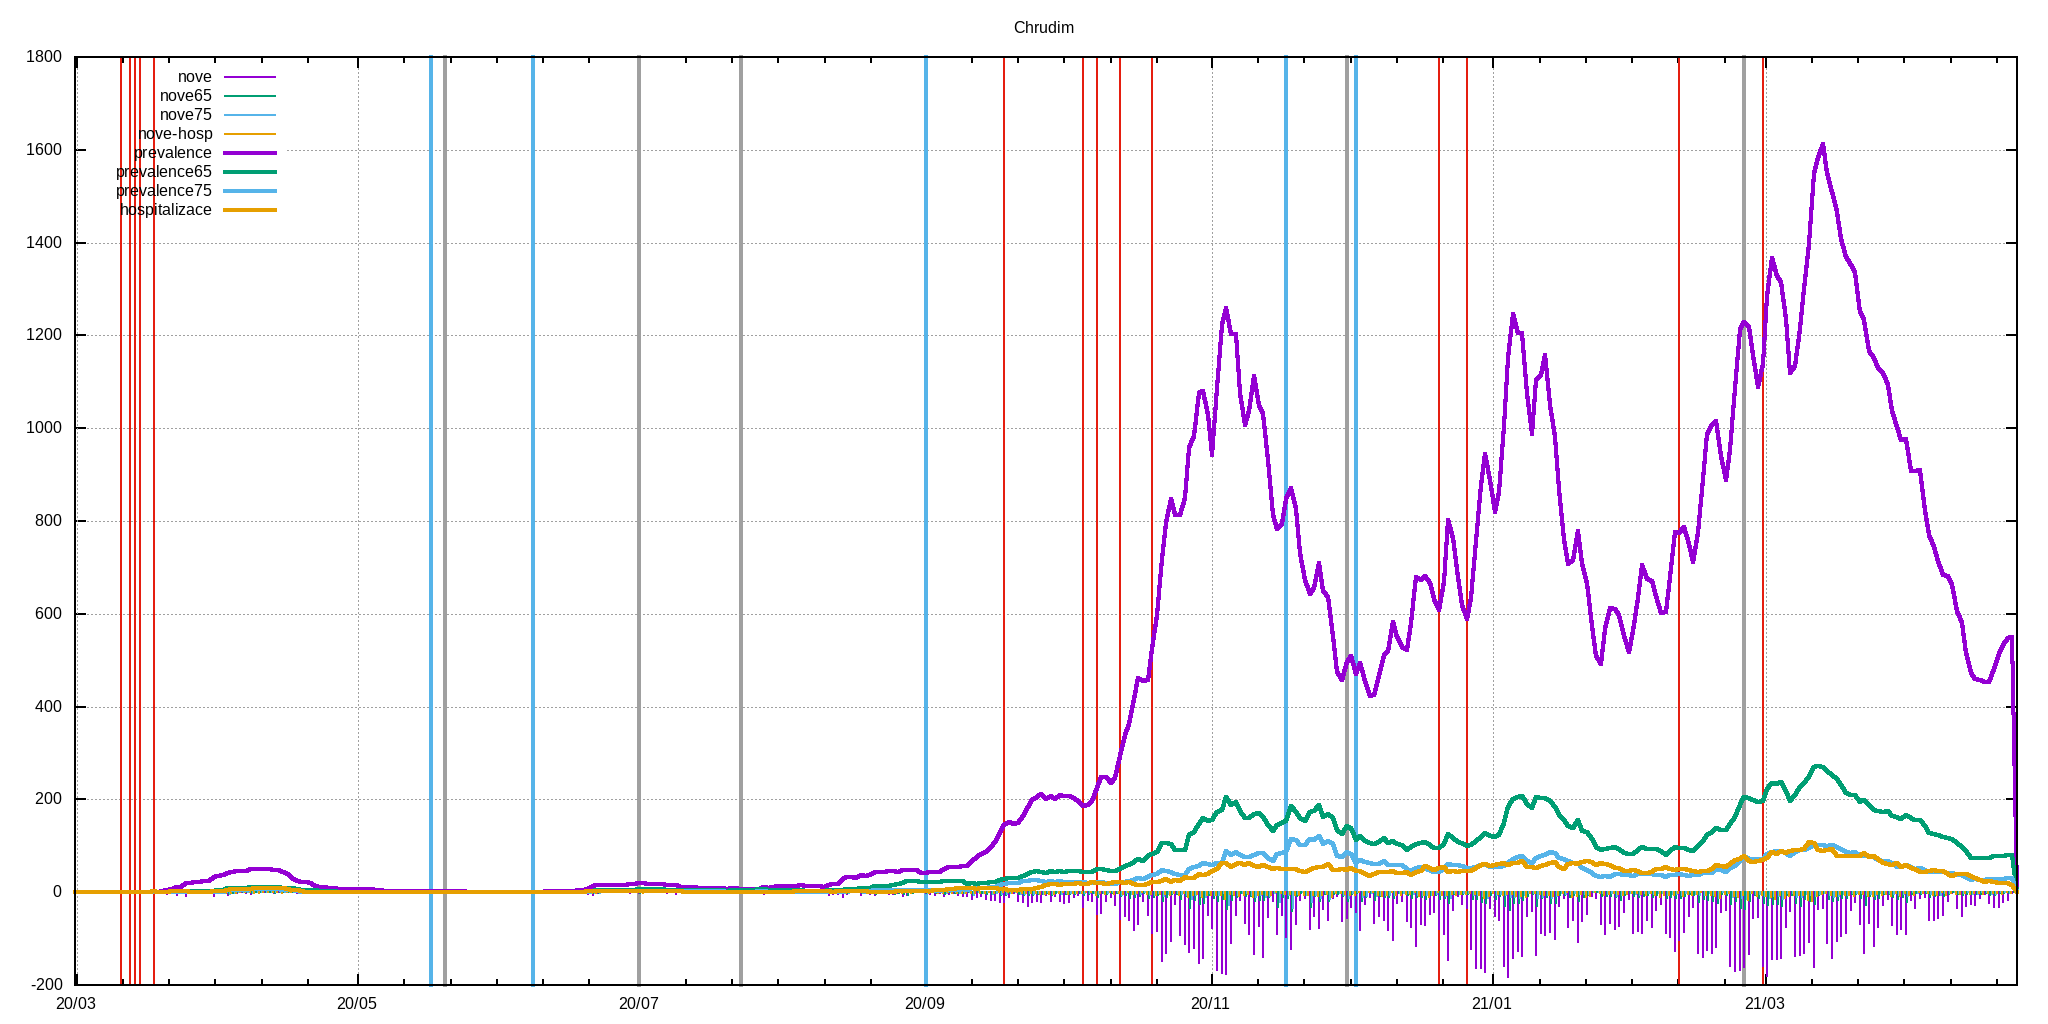 Chrudim
1800
1600
1400
1200
1000
800
600
400
200
0
-200
nove
nove65
nove75
nove-hosp
prevalence
prevalence65
prevalence75
hospitalizace
20/03 20/05 20/07 20/09 20/11 21/01 21/03